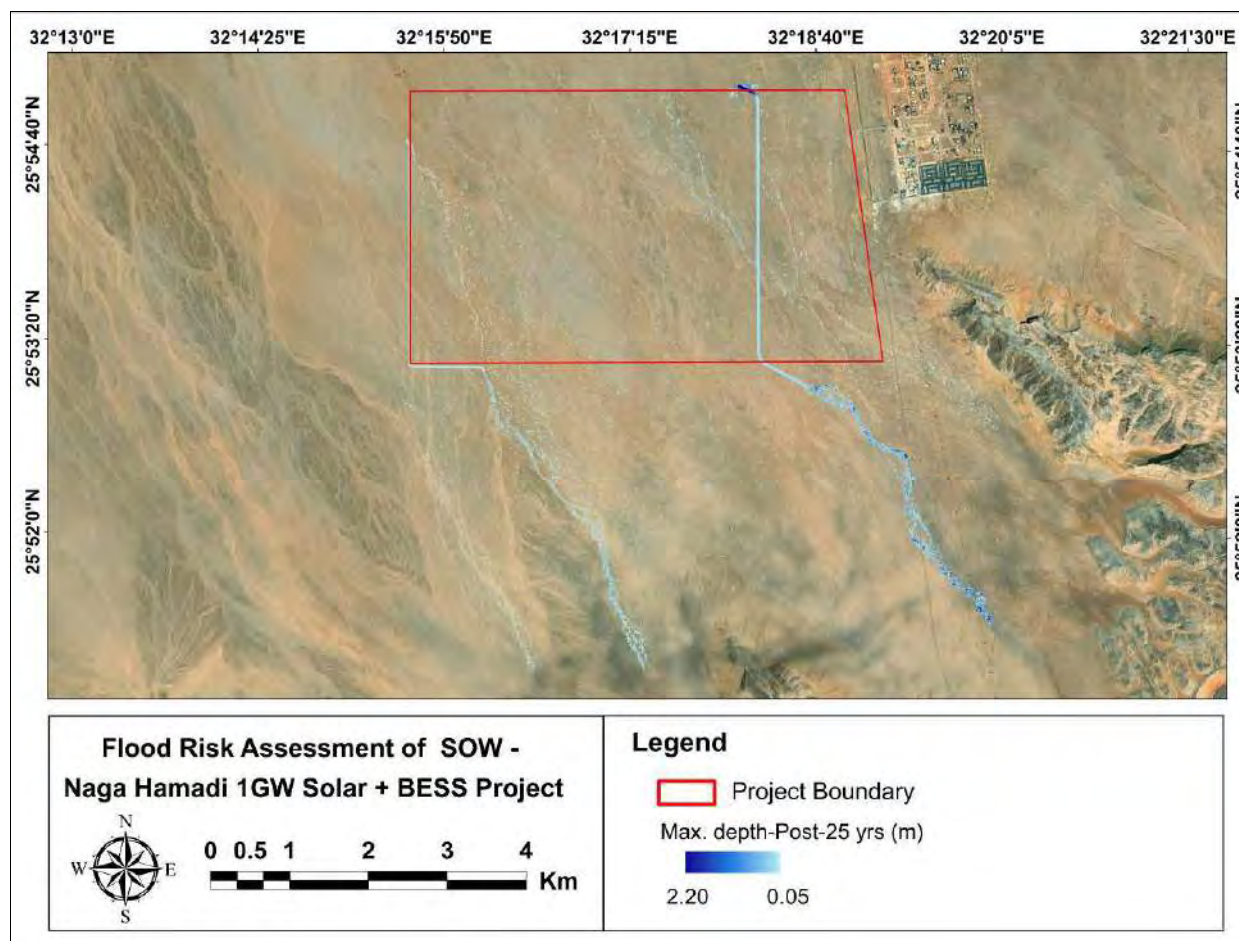 32°13'0"E 32°14'25"E 32°15'50"E 32°17'15"E 32°18'40"E 32°20'5"E 32°21'30"E
25°54'40"N
25°53'20"N
25°52'0"N
Flood Risk Assessment of SOW -
Naga Hamadi 1GW Solar + BESS Project
N
W E
S
0 0.5 1 2 3 4
Km
Legend
Project Boundary
Max. depth-Post-25 yrs (m)
2.20 0.05